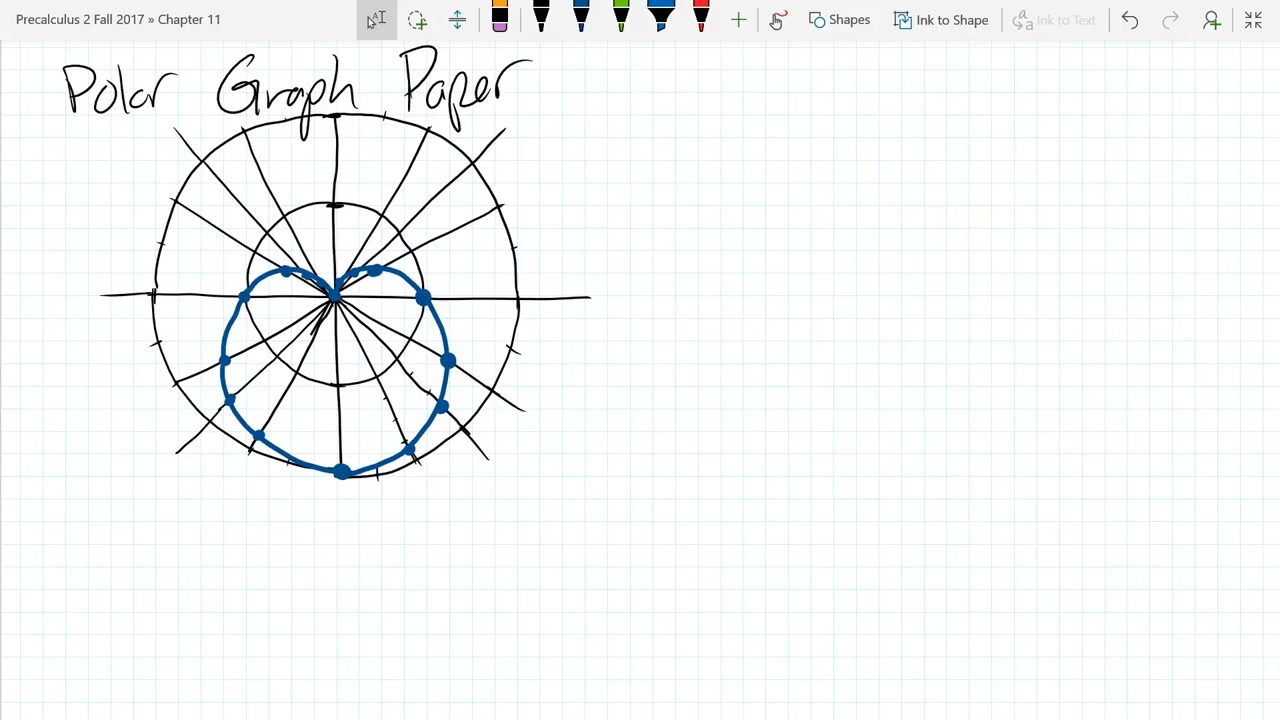 Precalculus 2 Fall 2017 » Chapter 11
Shapes
Ink to Shape
Ink to Text
Polar Graph Paper